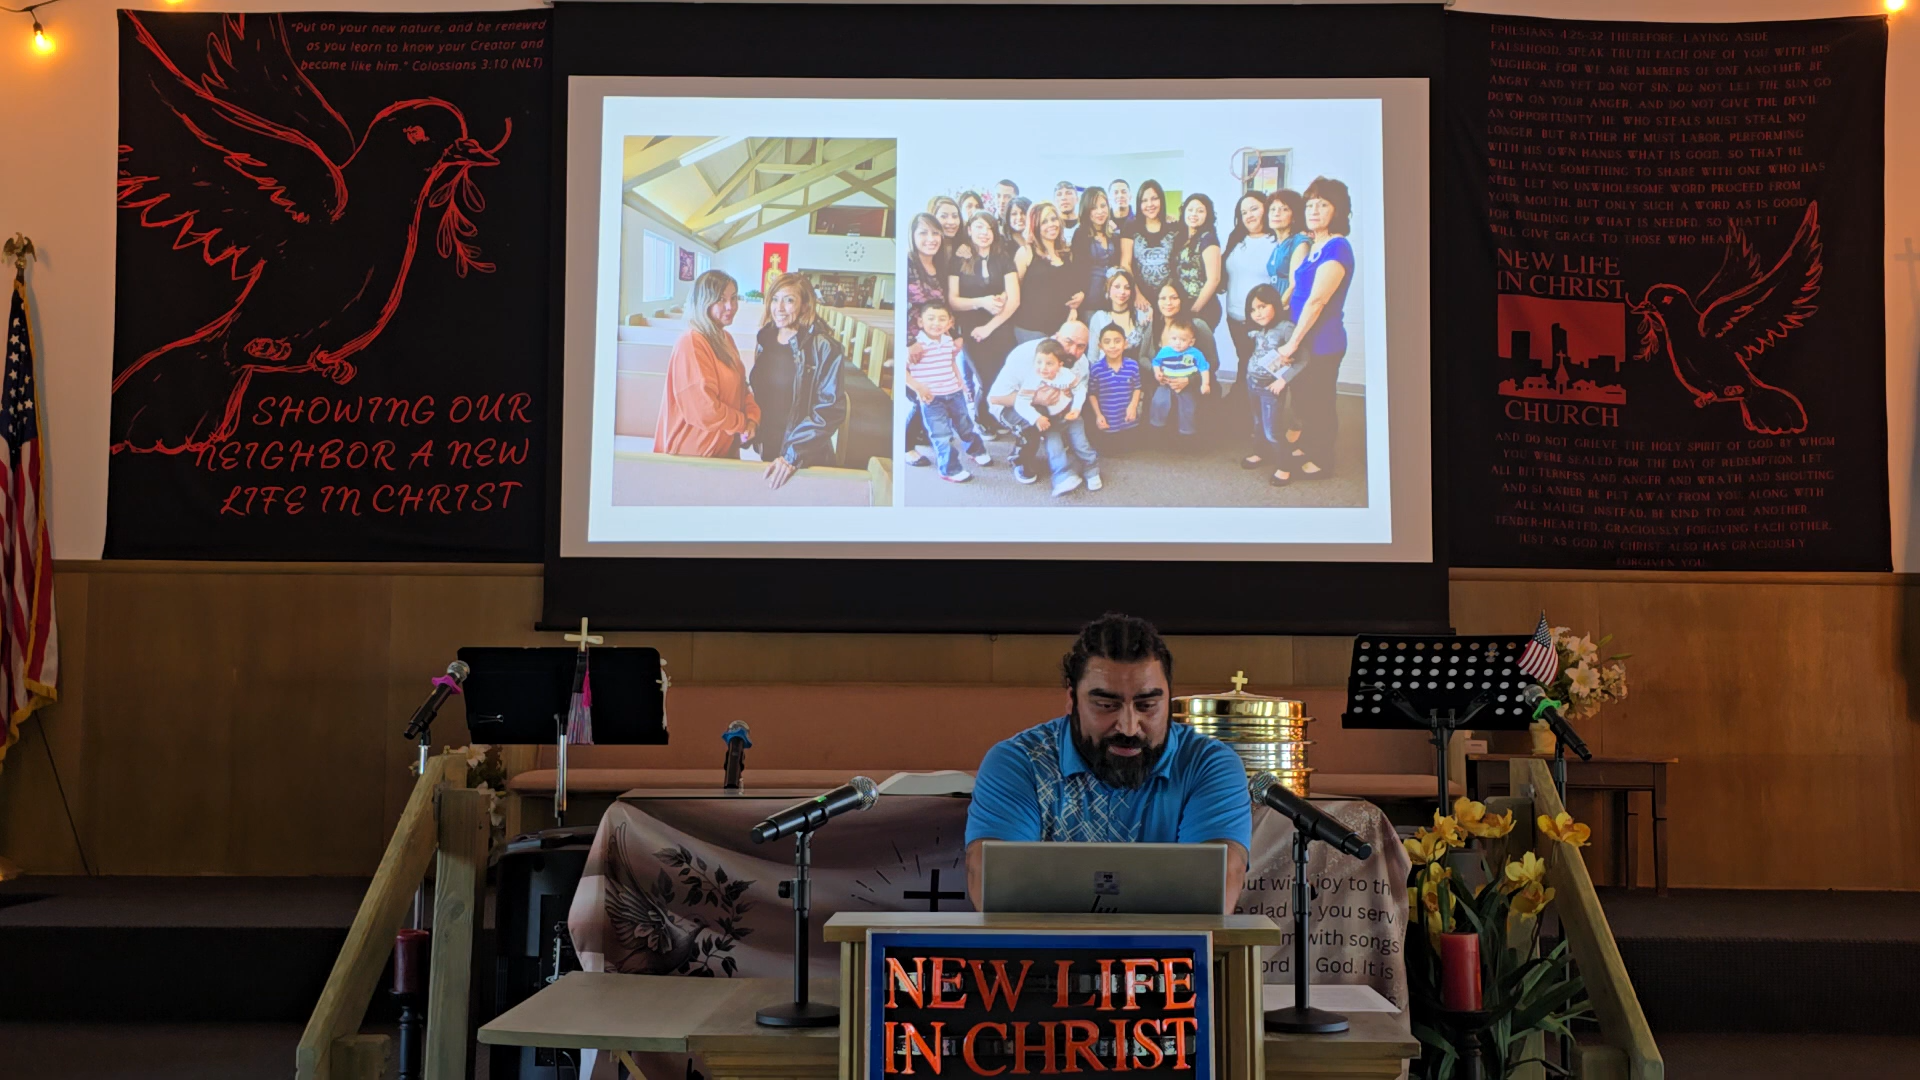 "Put on your new nature, and be renewed
as you learn to know your Creator and
become like him." Colossians 3:10 (NLT)
SHOWING OUR
NEIGHBOR A NEW
LIFE IN CHRIST
EPHESIANS 4:25-32 THEREFORE, LAYING ASIDE
FALSEHOOD, SPEAK TRUTH EACH ONE OF YOU WITH HIS
NEIGHBOR, FOR WE ARE MEMBERS OF ONE ANOTHER. BE
ANGRY, AND YET DO NOT SIN; DO NOT LET THE SUN GO
DOWN ON YOUR ANGER, AND DO NOT GIVE THE DEVIL
AN OPPORTUNITY. HE WHO STEALS MUST STEAL NO
LONGER, BUT RATHER HE MUST LABOR, PERFORMING
WITH HIS OWN HANDS WHAT IS GOOD, SO THAT HE
WILL HAVE SOMETHING TO SHARE WITH ONE WHO HAS
NEED. LET NO UNWHOLESOME WORD PROCEED FROM
YOUR MOUTH, BUT ONLY SUCH A WORD AS IS GOOD
FOR BUILDING UP WHAT IS NEEDED, SO THAT IT
WILL GIVE GRACE TO THOSE WHO HEAR
NEW LIFE
IN CHRIST
CHURCH
AND DO NOT GRIEVE THE HOLY SPIRIT OF GOD BY WHOM
YOU WERE SEALED FOR THE DAY OF REDEMPTION. LET
ALL BITTERNESS AND ANGER AND WRATH AND SHOUTING
AND SLANDER BE PUT AWAY FROM YOU, ALONG WITH
ALL MALICE. INSTEAD, BE KIND TO ONE ANOTHER,
TENDER-HEARTED, GRACIOUSLY FORGIVING EACH OTHER,
JUST AS GOD IN CHRIST ALSO HAS GRACIOUSLY
FORGIVEN YOU.
out with joy to th
glad you serv
with songs
God. It is
hp
NEW LIFE
IN CHRIST